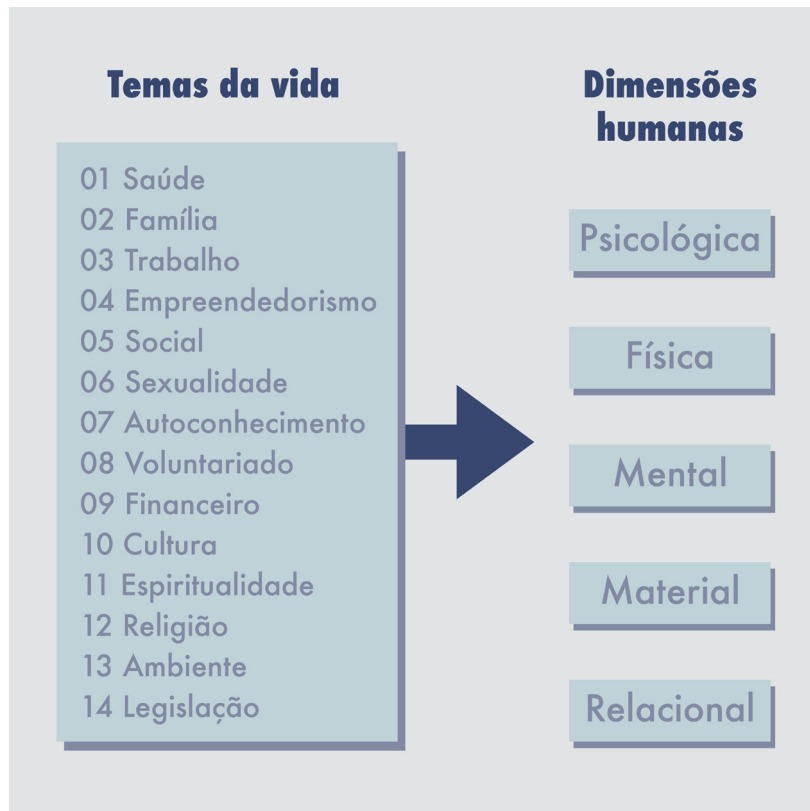 Temas da vida
01 Saúde
02 Família
03 Trabalho
04 Empreendedorismo
05 Social
06 Sexualidade
07 Autoconhecimento
08 Voluntariado
09 Financeiro
10 Cultura
11 Espiritualidade
12 Religião
13 Ambiente
14 Legislação
Dimensões
humanas
Psicológica
Física
Mental
Material
Relacional